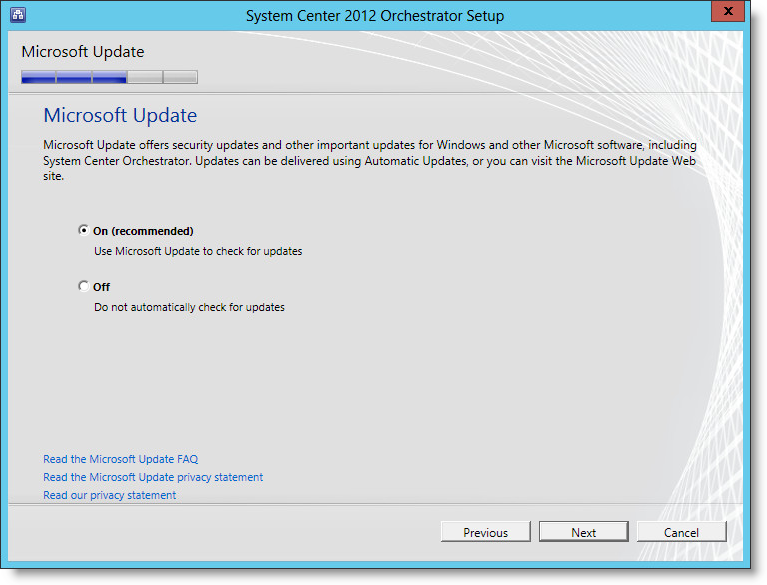 System Center 2012 Orchestrator Setup
x
Microsoft Update
Microsoft Update
Microsoft Update offers security updates and other important updates for Windows and other Microsoft software, including
System Center Orchestrator. Updates can be delivered using Automatic Updates, or you can visit the Microsoft Update Web
site.
On (recommended)
Use Microsoft Update to check for updates
Off
Do not automatically check for updates
Read the Microsoft Update FAQ
Read the Microsoft Update privacy statement
Read our privacy statement
Previous Next Cancel